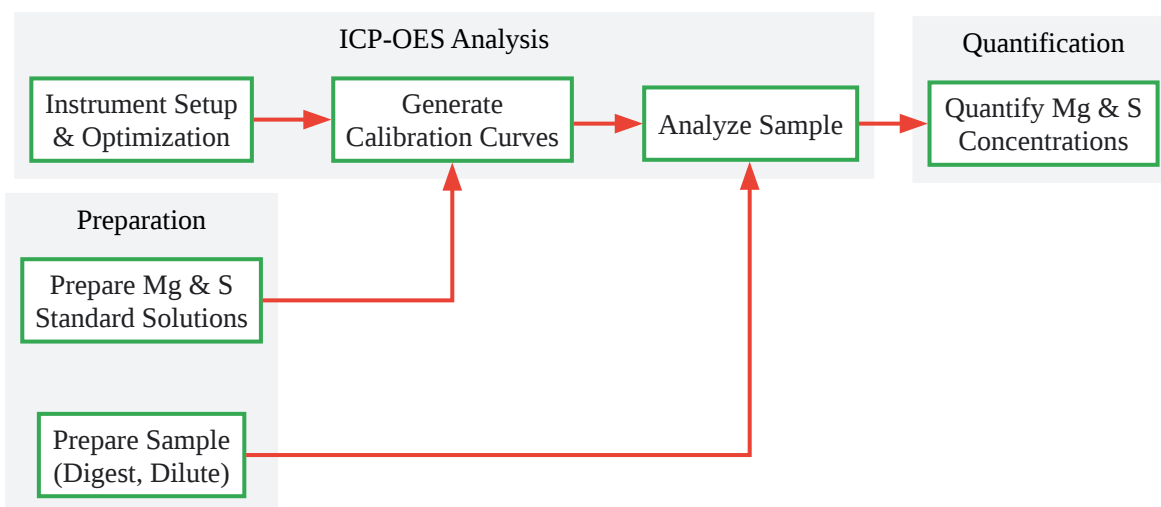 ICP-OES Analysis
Instrument Setup
& Optimization
Generate
Calibration Curves
Analyze Sample
Quantification
Quantify Mg & S
Concentrations
Preparation
Prepare Mg & S
Standard Solutions
Prepare Sample
(Digest, Dilute)